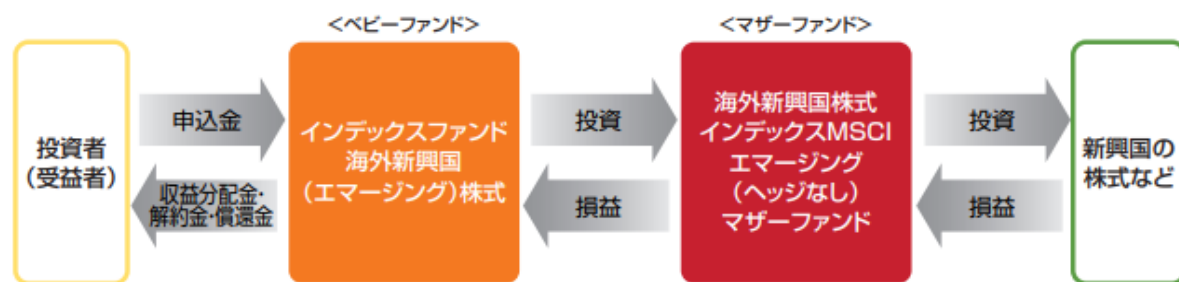 <ベビーファンド>
<マザーファンド>
投資者
(受益者)
申込金
収益分配金・
解約金・償還金
インデックスファンド
海外新興国
(エマージング)株式
投資
損益
海外新興国株式
インデックスMSCI
エマージング
(ヘッジなし)
マザーファンド
投資
損益
新興国の
株式など